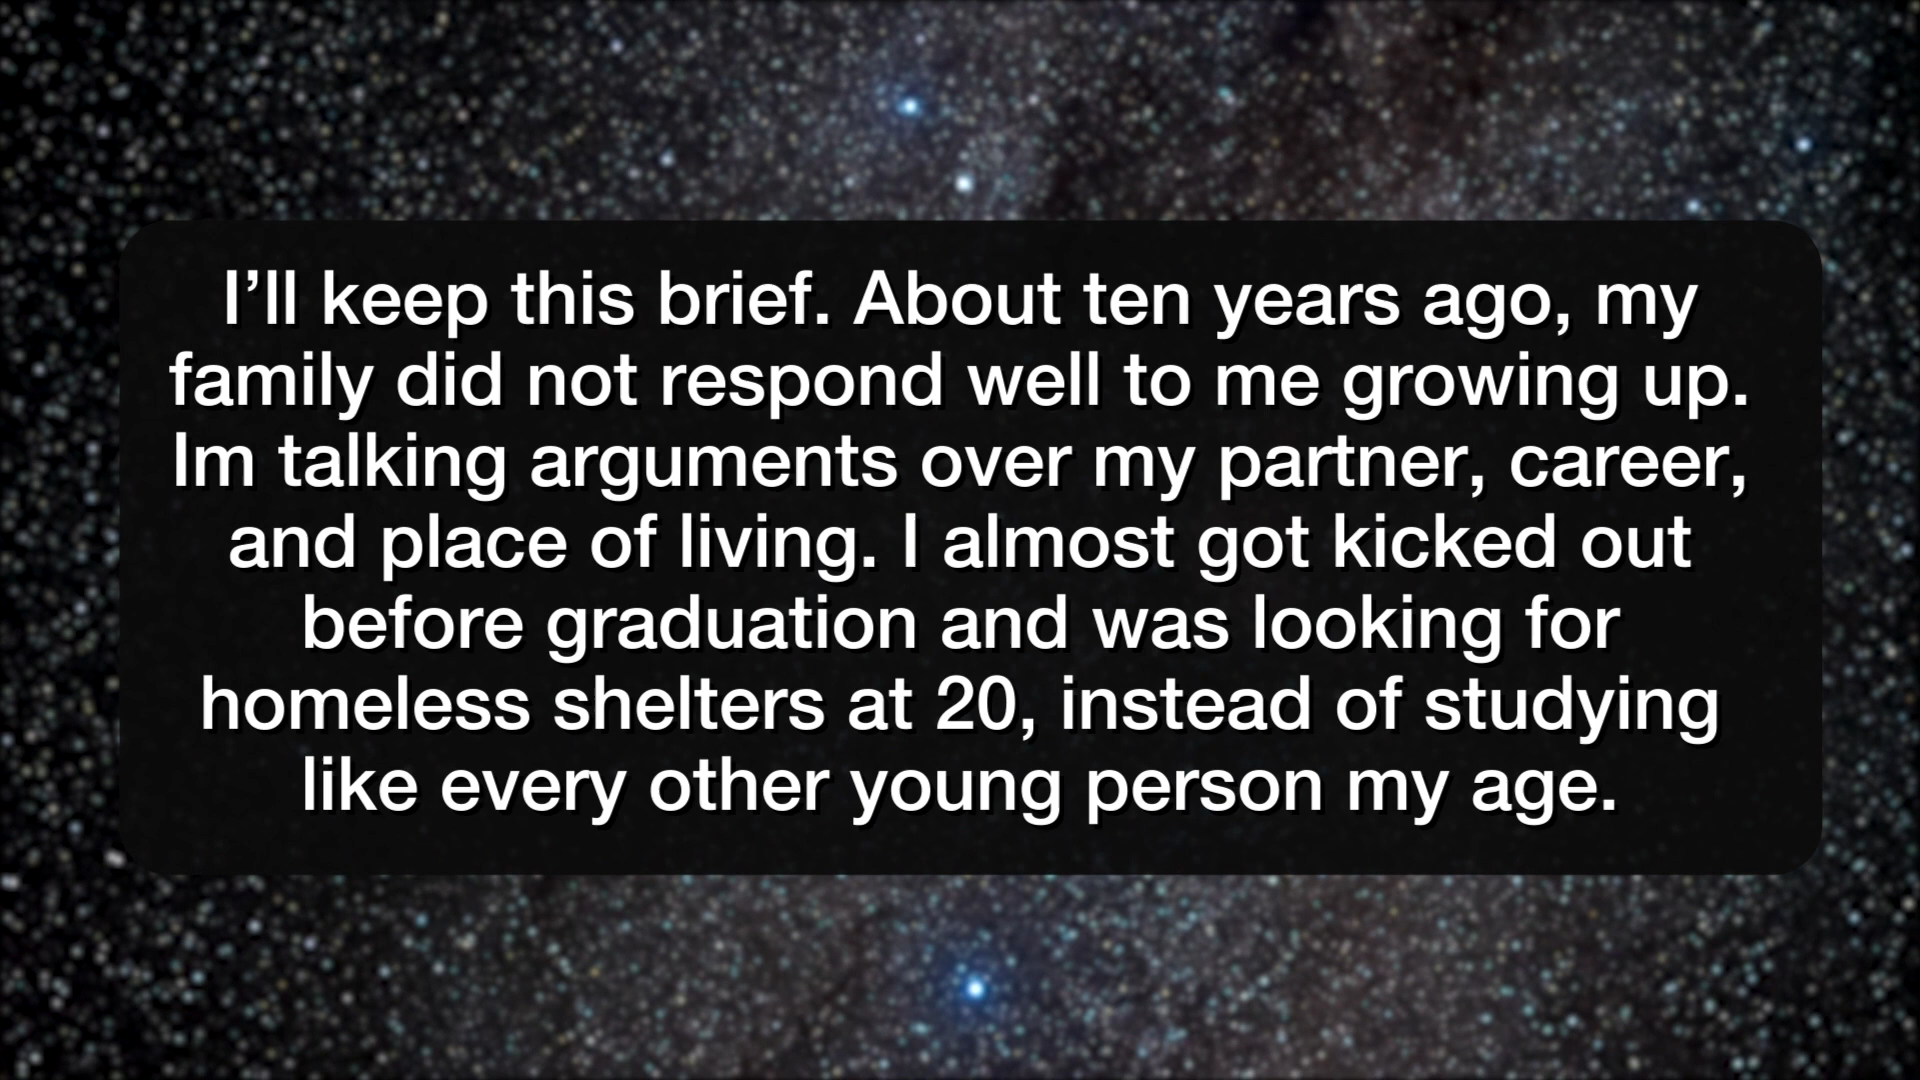 I’ll keep this brief. About ten years ago, my
family did not respond well to me growing up.
Im talking arguments over my partner, career,
and place of living. I almost got kicked out
before graduation and was looking for
homeless shelters at 20, instead of studying
like every other young person my age.